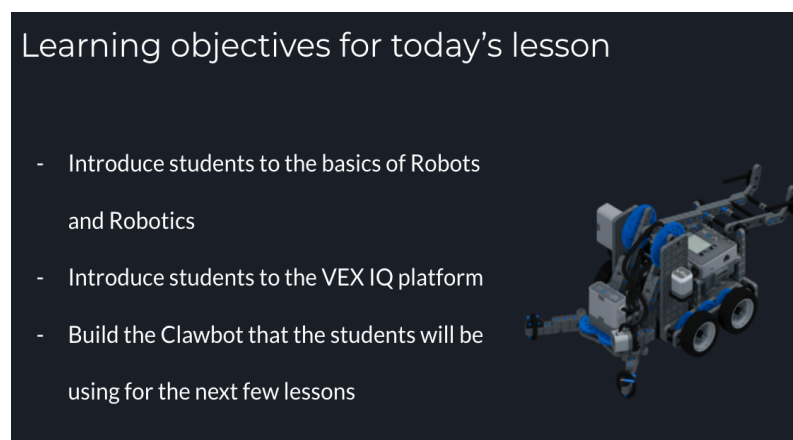 Learning objectives for today’s lesson
- Introduce students to the basics of Robots
and Robotics
- Introduce students to the VEX IQ platform
- Build the Clawbot that the students will be
using for the next few lessons